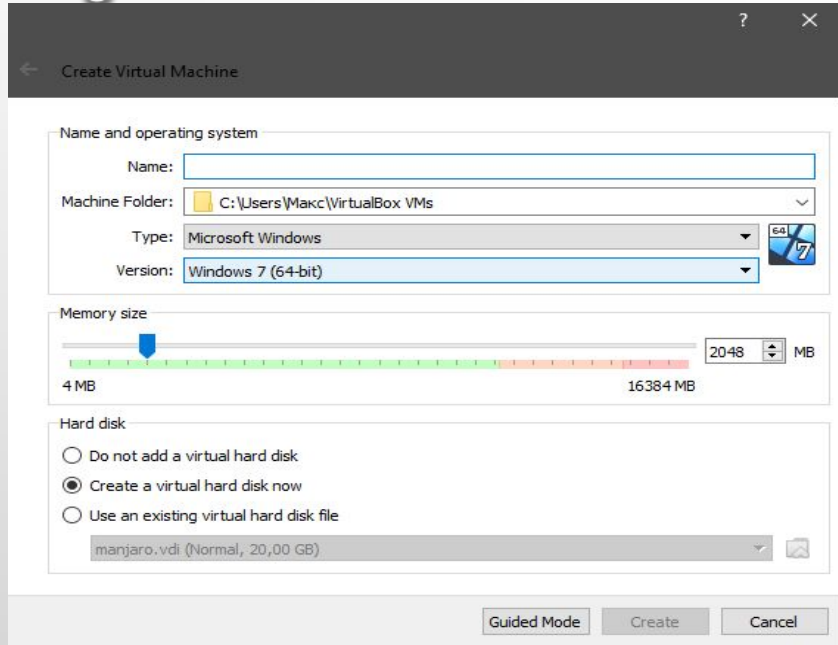 ?
Create Virtual Machine
Name and operating system
Name:
Machine Folder: C:\Users\Макс\VirtualBox VMs
Type: Microsoft Windows
64
7
Version: Windows 7 (64-bit)
Memory size
2048 MB
4 MB 16384 MB
Hard disk
Do not add a virtual hard disk
Create a virtual hard disk now
Use an existing virtual hard disk file
manjaro.vdi (Normal, 20,00 GB)
Guided Mode Create Cancel